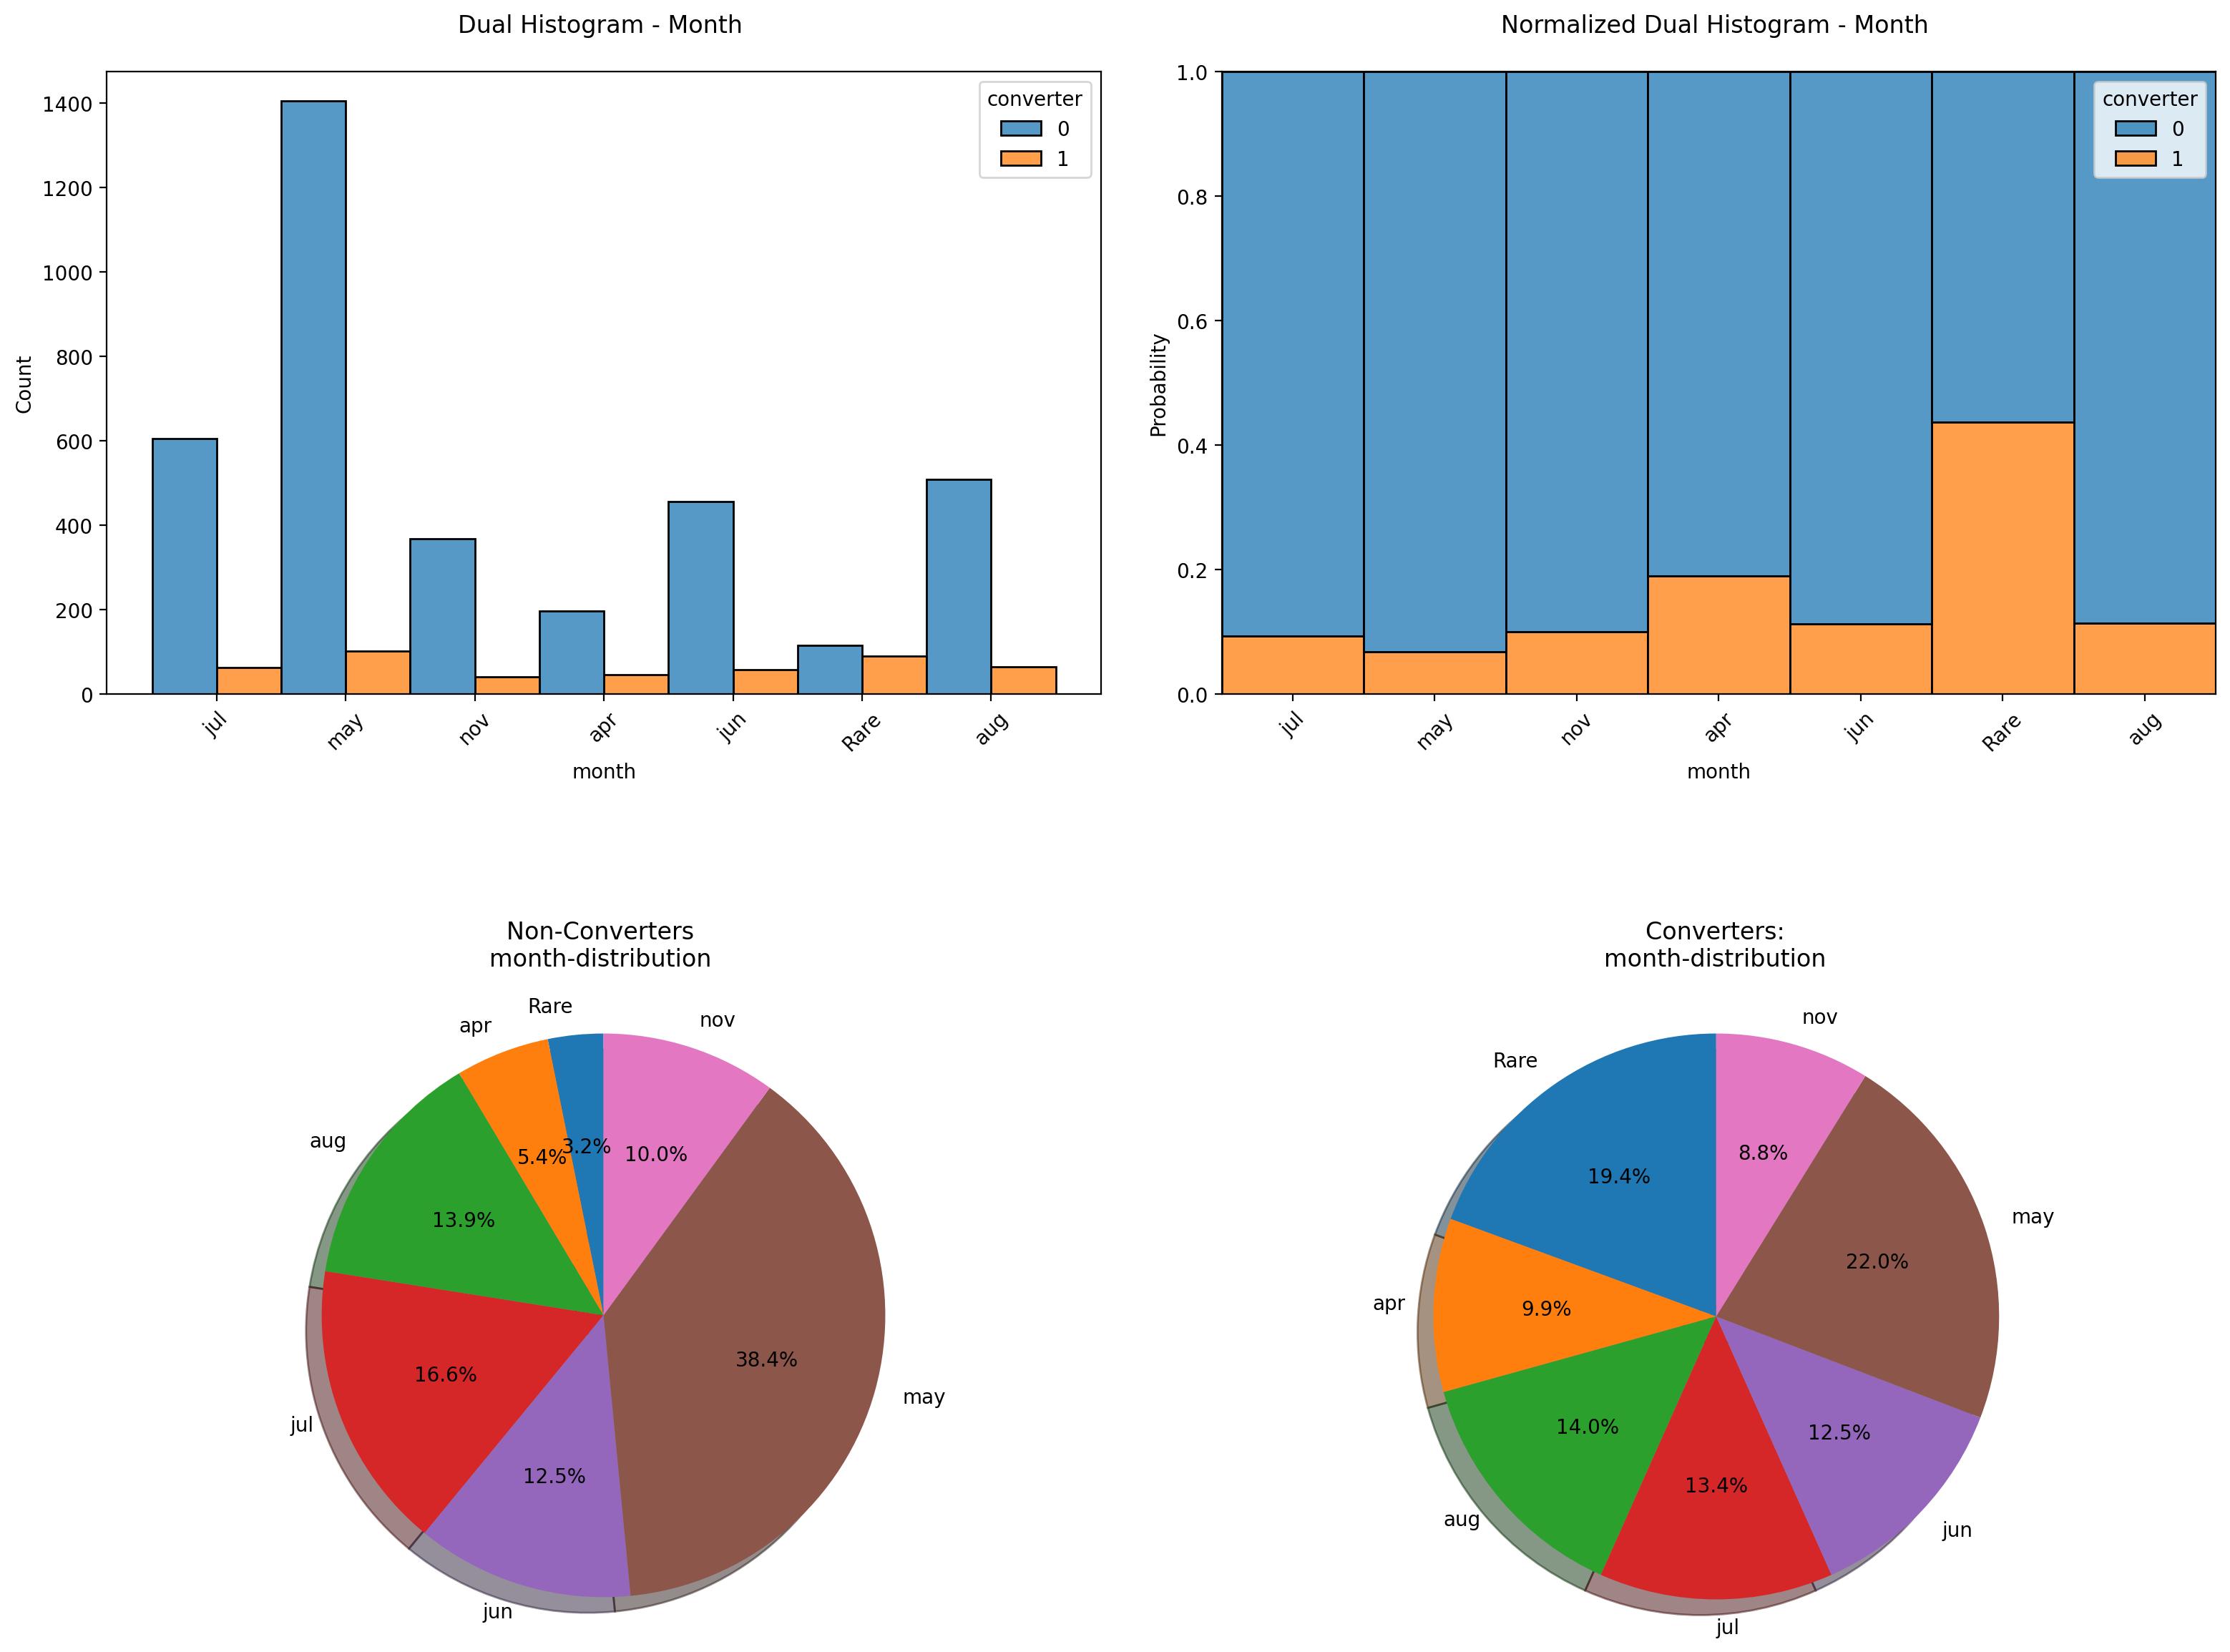 Dual Histogram - Month
Count
1400
1200
1000
800
600
400
200
0
converter
0
1
jul
may
nov
apr
jun
Rare
aug
month
Normalized Dual Histogram - Month
Probability
1.0
0.8
0.6
0.4
0.2
0.0
converter
0
1
jul
may
nov
apr
jun
Rare
aug
month
Non-Converters
month-distribution
Rare
nov
apr
aug
3.2%
10.0%
5.4%
13.9%
38.4%
16.6%
may
jul
12.5%
jun
Converters:
month-distribution
nov
Rare
8.8%
19.4%
may
22.0%
apr
9.9%
14.0%
12.5%
13.4%
aug
jun
jul